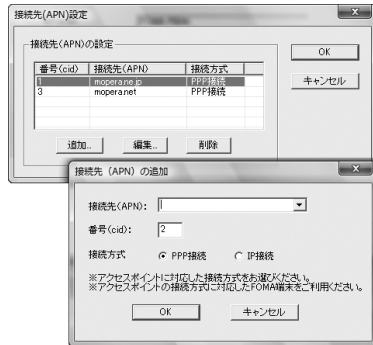 接続先(APN)設定
接続先(APN)の設定
番号(cid) 接続先(APN) 接続方式
1 mopera.ne.jp PPP接続
3 mopera.net PPP接続
追加... 編集... 削除
OK
キャンセル
接続先（APN）の追加
接続先(APN):
番号(cid): 2
接続方式 PPP接続 IP接続
※アクセスポイントに対応した接続方式をお選びください。
※アクセスポイントの接続方式に対応したFOMA端末をご利用ください。
OK キャンセル